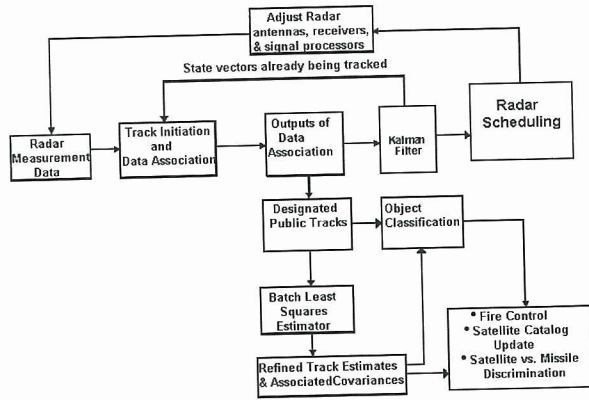 Adjust Radar
antennas, receivers,
& signal processors
State vectors already being tracked
Radar
Measurement
Data
Track Initiation
and
Data Association
Outputs of
Data
Association
Kalman
Filter
Radar
Scheduling
Designated
Public Tracks
Object
Classification
Batch Least
Squares
Estimator
Refined Track Estimates
& Associated Covariances
• Fire Control
• Satellite Catalog
Update
• Satellite vs. Missile
Discrimination